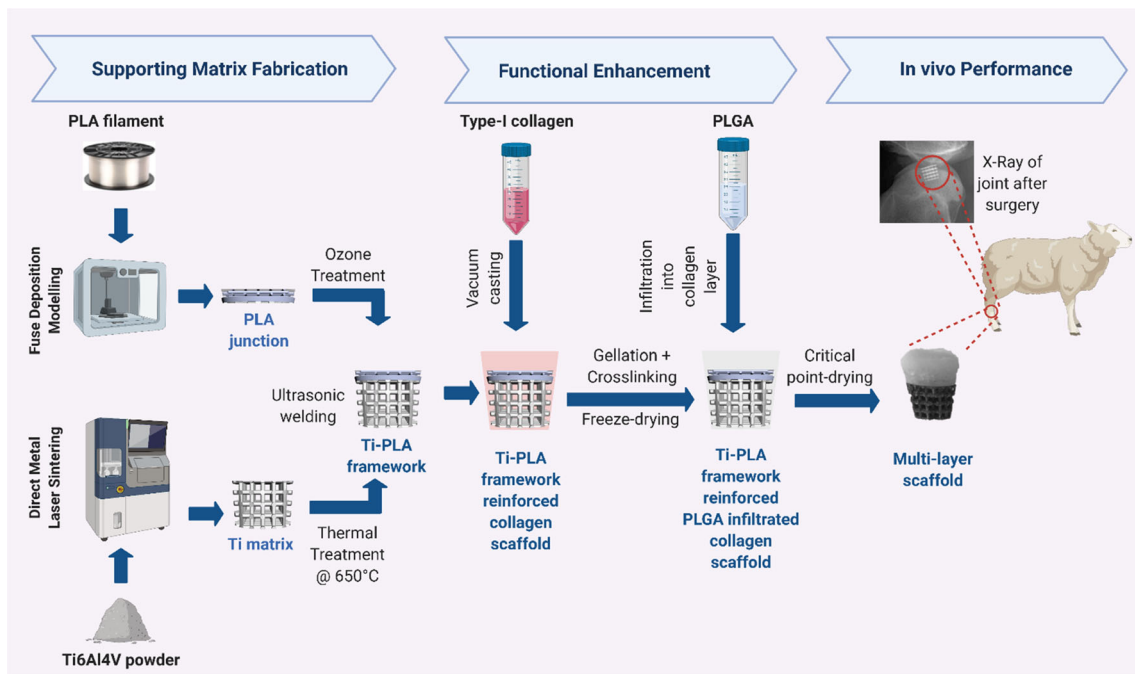 Supporting Matrix Fabrication
Functional Enhancement
In vivo Performance
PLA filament
Fuse Deposition
Modelling
PLA
junction
Ozone
Treatment
Ultrasonic
welding
Ti-PLA
framework
Direct Metal
Laser Sintering
Ti matrix
Thermal
Treatment
@ 650°C
Ti6Al4V powder
Type-I collagen
Vacuum
casting
Ti-PLA
framework
reinforced
collagen
scaffold
Gellation +
Crosslinking
Freeze-drying
PLGA
Infiltration
into
collagen
layer
Ti-PLA
framework
reinforced
PLGA infiltrated
collagen
scaffold
Critical
point-drying
X-Ray of
joint after
surgery
Multi-layer
scaffold